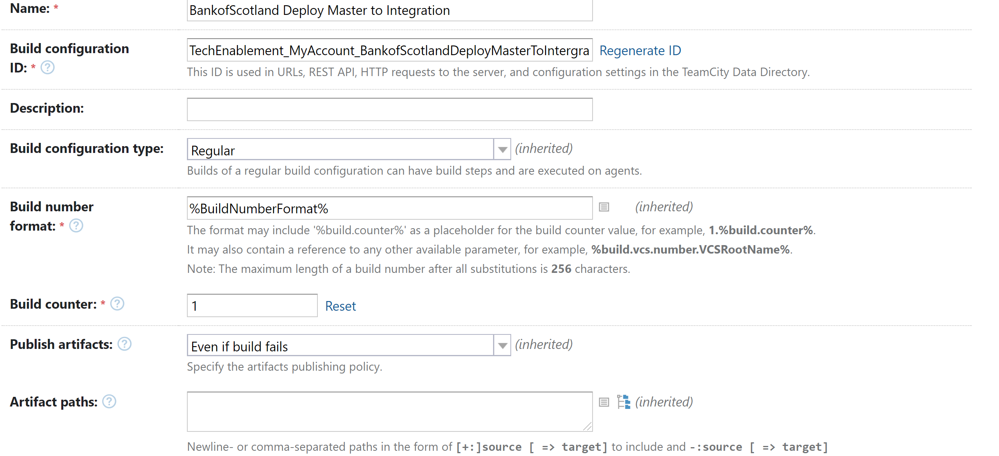 Name: *
BankofScotland Deploy Master to Integration
Build configuration
ID: * ?
TechEnablement_MyAccount_BankofScotlandDeployMasterToIntergra
Regenerate ID
This ID is used in URLs, REST API, HTTP requests to the server, and configuration settings in the TeamCity Data Directory.
Description:
Build configuration type:
Regular
(inherited)
Builds of a regular build configuration can have build steps and are executed on agents.
Build number
format: * ?
%BuildNumberFormat%
(inherited)
The format may include '%build.counter%' as a placeholder for the build counter value, for example, 1.%build.counter%.
It may also contain a reference to any other available parameter, for example, %build.vcs.number.VCSRootName%.
Note: The maximum length of a build number after all substitutions is 256 characters.
Build counter: * ?
1
Reset
Publish artifacts: ?
Even if build fails
(inherited)
Specify the artifacts publishing policy.
Artifact paths: ?
(inherited)
Newline- or comma-separated paths in the form of [+:]source [ => target] to include and -:source [ => target]